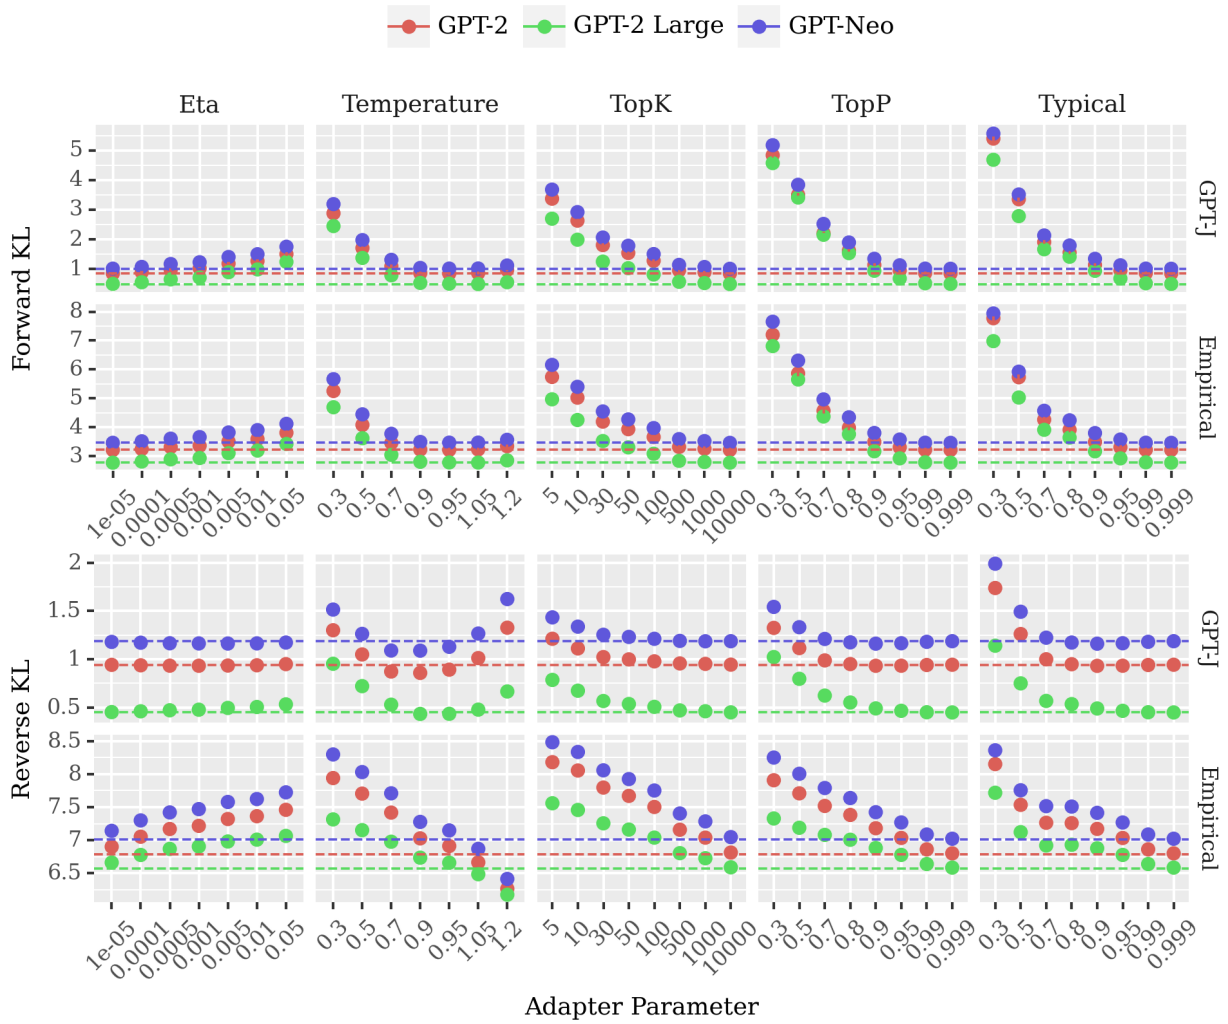 GPT-2 GPT-2 Large GPT-Neo
Eta Temperature TopK TopP Typical
Forward KL
5
4
3
2
1
GPT-J
8
7
6
5
4
3
Empirical
1e-05 0.0001 0.0005 0.001 0.005 0.01 0.05 0.3 0.5 0.7 0.9 0.95 1.05 1.2 5 10 30 50 100 500 1000 10000 0.3 0.5 0.7 0.8 0.9 0.95 0.99 0.999 0.3 0.5 0.7 0.8 0.9 0.95 0.99 0.999
Reverse KL
2
1.5
1
0.5
GPT-J
8.5
8
7.5
7
6.5
Empirical
1e-05 0.0001 0.0005 0.001 0.005 0.01 0.05 0.3 0.5 0.7 0.9 0.95 1.05 1.2 5 10 30 50 100 500 1000 10000 0.3 0.5 0.7 0.8 0.9 0.95 0.99 0.999 0.3 0.5 0.7 0.8 0.9 0.95 0.99 0.999
Adapter Parameter